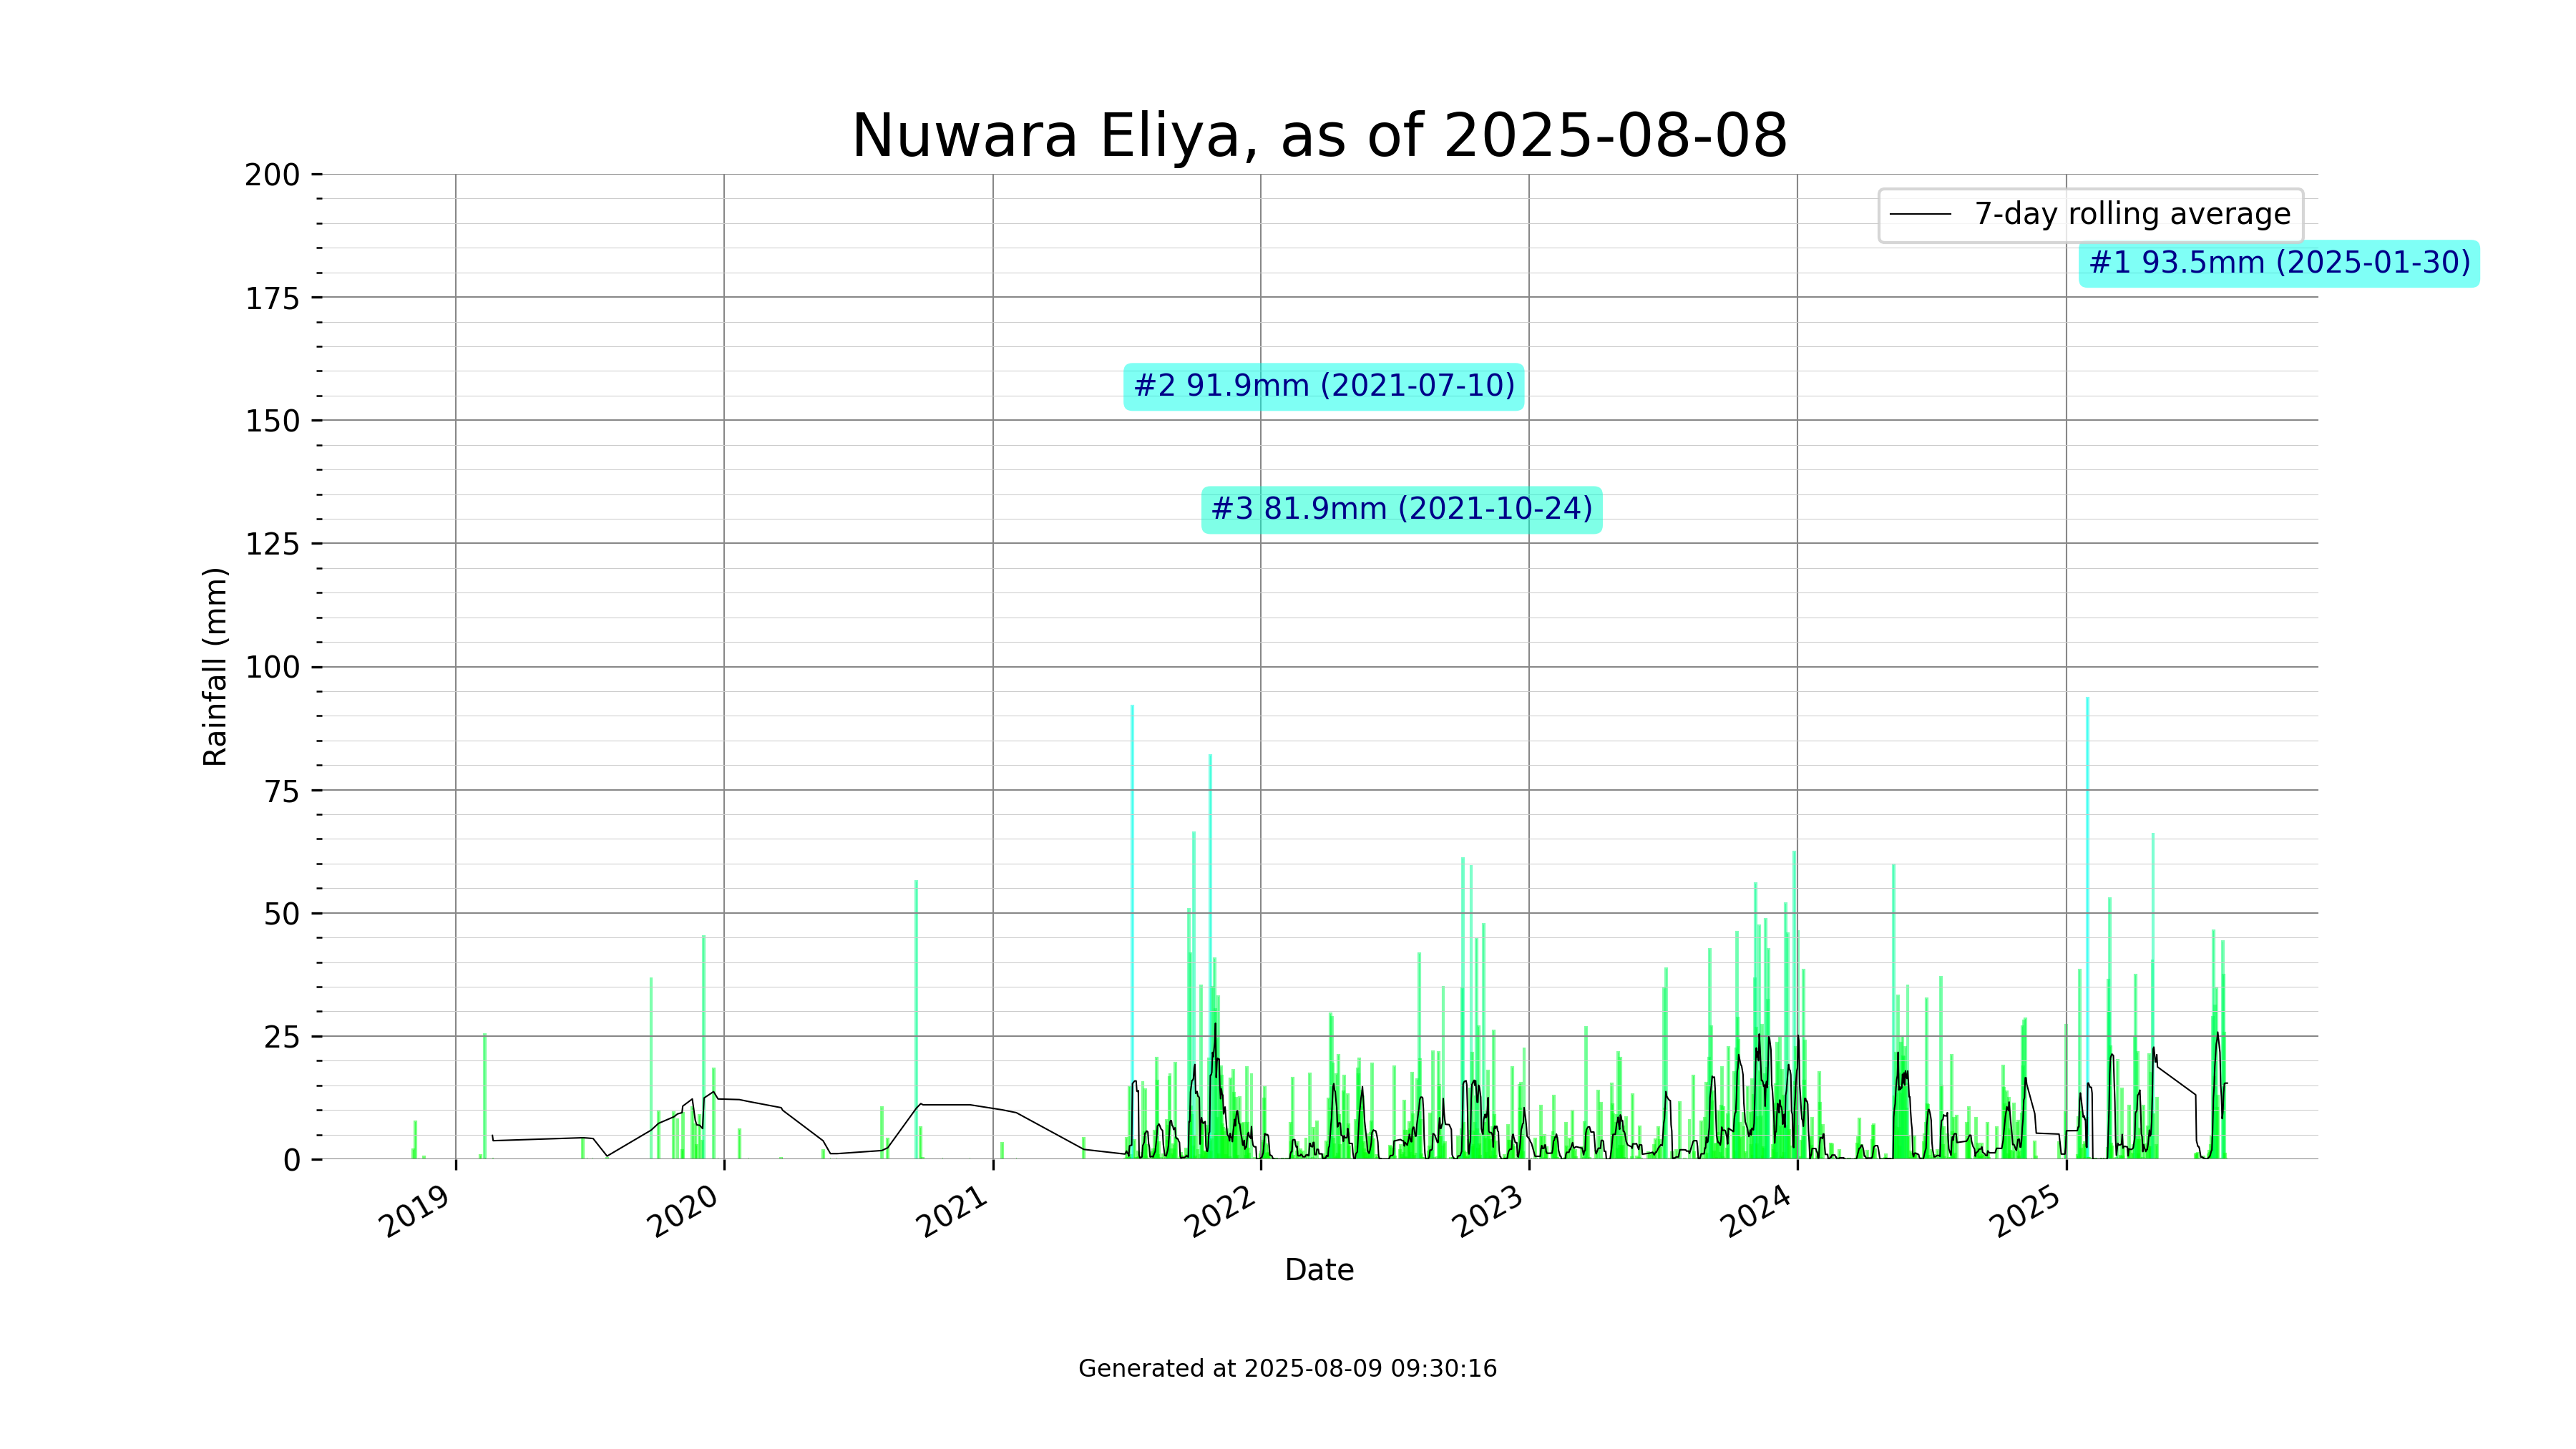 Nuwara Eliya, as of 2025-08-08
200
175
150
125
100
75
50
25
0
Rainfall (mm)
7-day rolling average
#1 93.5mm (2025-01-30)
#2 91.9mm (2021-07-10)
#3 81.9mm (2021-10-24)
2019
2020
2021
2022
2023
2024
2025
Date
Generated at 2025-08-09 09:30:16